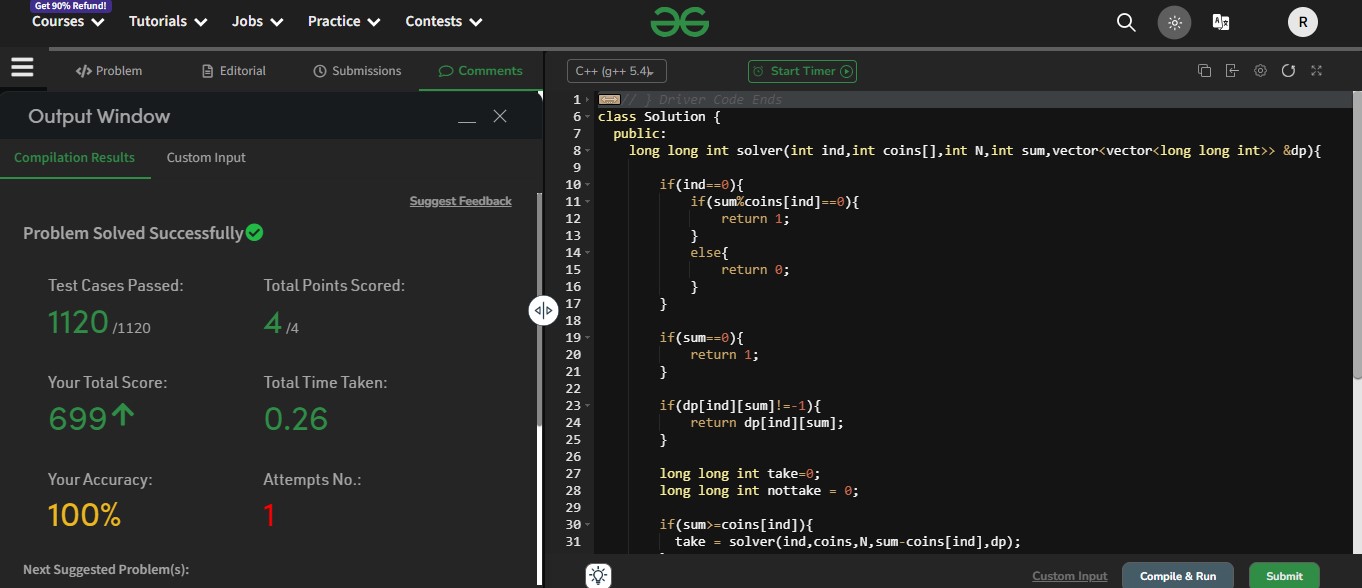 Get 90% Refund!
Courses Tutorials Jobs Practice Contests
R
</> Problem Editorial Submissions Comments
Output Window
Compilation Results Custom Input
Suggest Feedback
Problem Solved Successfully
Test Cases Passed: Total Points Scored:
1120 /1120 4 /4
Your Total Score: Total Time Taken:
699 0.26
Your Accuracy: Attempts No.:
100% 1
Next Suggested Problem(s):
C++ (g++ 5.4) Start Timer
1 // } Driver Code Ends
6 class Solution {
7 public:
8 long long int solver(int ind,int coins[],int N,int sum,vector<vector<long long int>> &dp){
9
10 if(ind==0){
11 if(sum%coins[ind]==0){
12 return 1;
13 }
14 else{
15 return 0;
16 }
17 }
18
19 if(sum==0){
20 return 1;
21 }
22
23 if(dp[ind][sum]!=-1){
24 return dp[ind][sum];
25 }
26
27 long long int take=0;
28 long long int nottake = 0;
29
30 if(sum>=coins[ind]){
31 take = solver(ind,coins,N,sum-coins[ind],dp);
Custom Input Compile & Run Submit